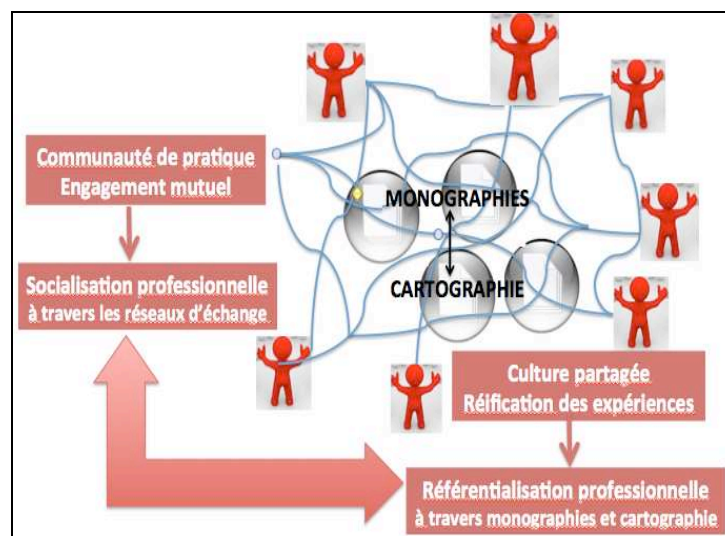 Communauté de pratique
Engagement mutuel
MONOGRAPHIES
Socialisation professionnelle
à travers les réseaux d'échange
CARTOGRAPHIE
Culture partagée
Réification des expériences
Référentialisation professionnelle
à travers monographies et cartographie